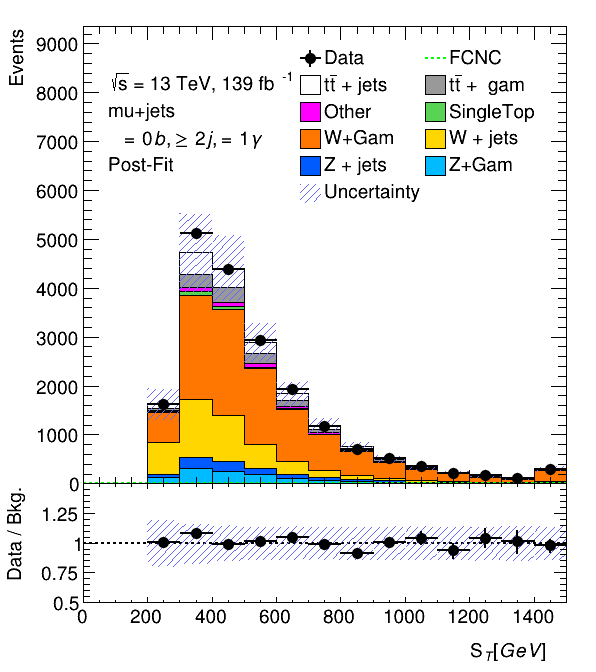 Events
9000
8000
7000
6000
5000
4000
3000
2000
1000
0
√s = 13 TeV, 139 fb⁻¹
mu+jets
= 0b, ≥ 2j, = 1γ
Post-Fit
Data
FCNC
tt̄ + jets
tt̄ + gam
Other
SingleTop
W+Gam
W + jets
Z + jets
Z+Gam
Uncertainty
Data / Bkg.
1.25
1
0.75
0.5
0 200 400 600 800 1000 1200 1400
S_T[GeV]